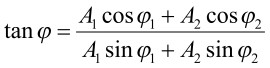 tan φ = (A₁ cos φ₁ + A₂ cos φ₂) / (A₁ sin φ₁ + A₂ sin φ₂)